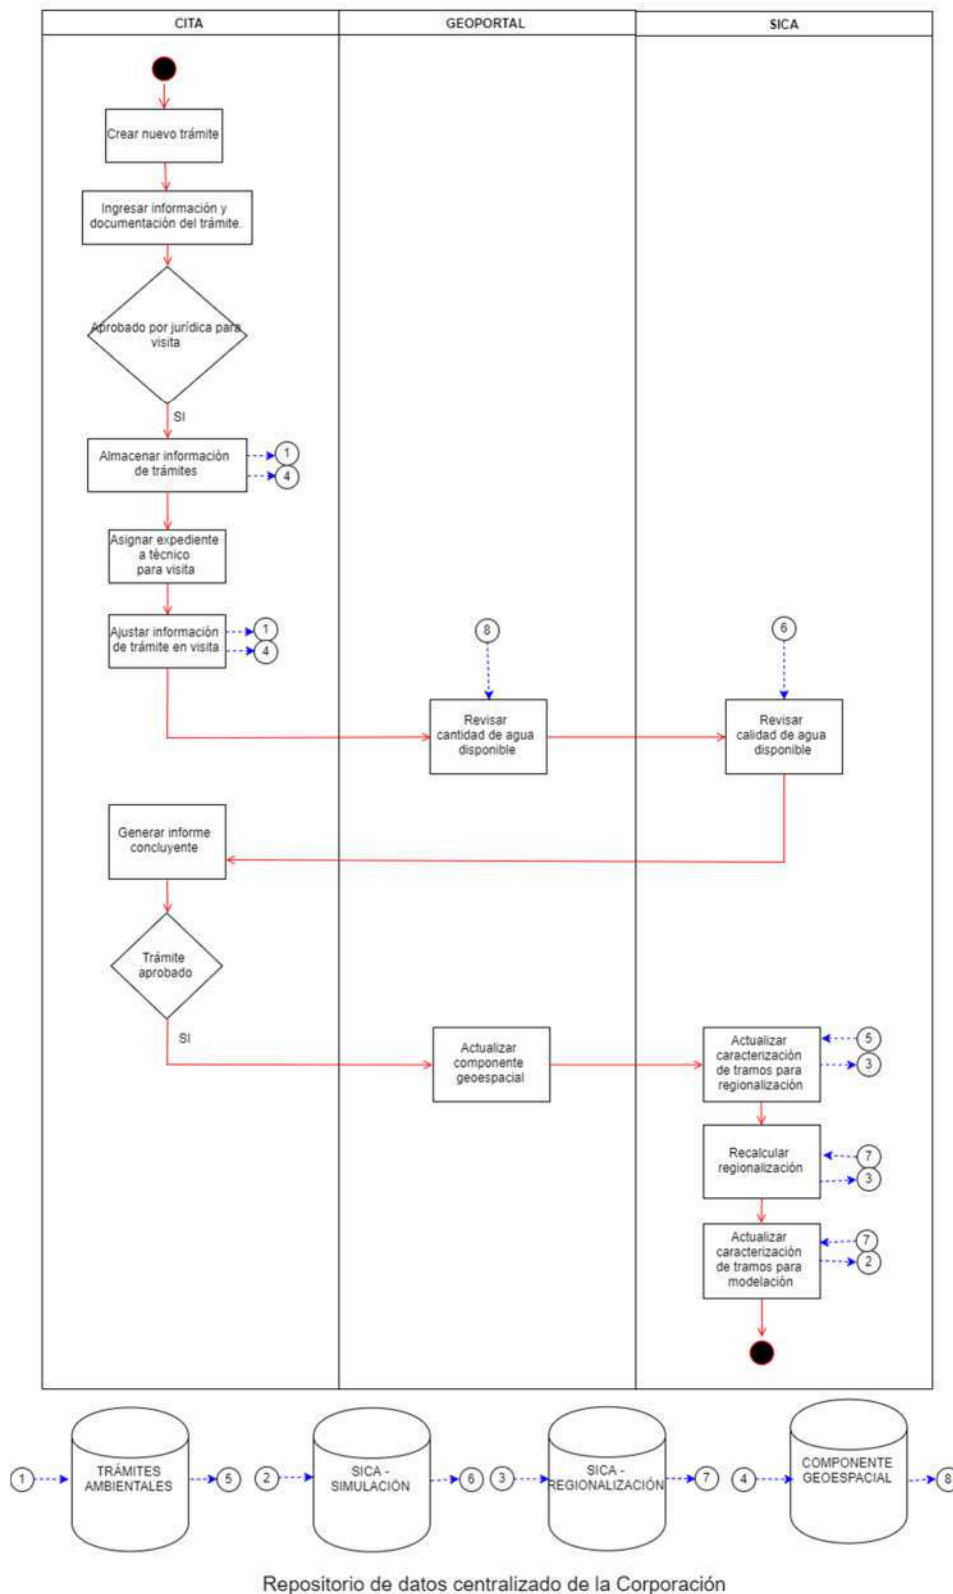 CITA
GEOPORTAL
SICA
Crear nuevo trámite
Ingresar información y
documentación del trámite.
Aprobado por jurídica para
visita
SI
Almacenar información
de trámites
1
4
Asignar expediente
a técnico
para visita
Ajustar información
de trámite en visita
1
4
8
6
Revisar
cantidad de agua
disponible
Revisar
calidad de agua
disponible
Generar informe
concluyente
Trámite
aprobado
SI
Actualizar
componente
geoespacial
Actualizar
caracterización
de tramos para
regionalización
5
3
Recalcular
regionalización
7
3
Actualizar
caracterización
de tramos para
modelación
7
2
1
TRÁMITES
AMBIENTALES
5
2
SICA -
SIMULACIÓN
6
3
SICA -
REGIONALIZACIÓN
7
4
COMPONENTE
GEOESPACIAL
8
Repositorio de datos centralizado de la Corporación